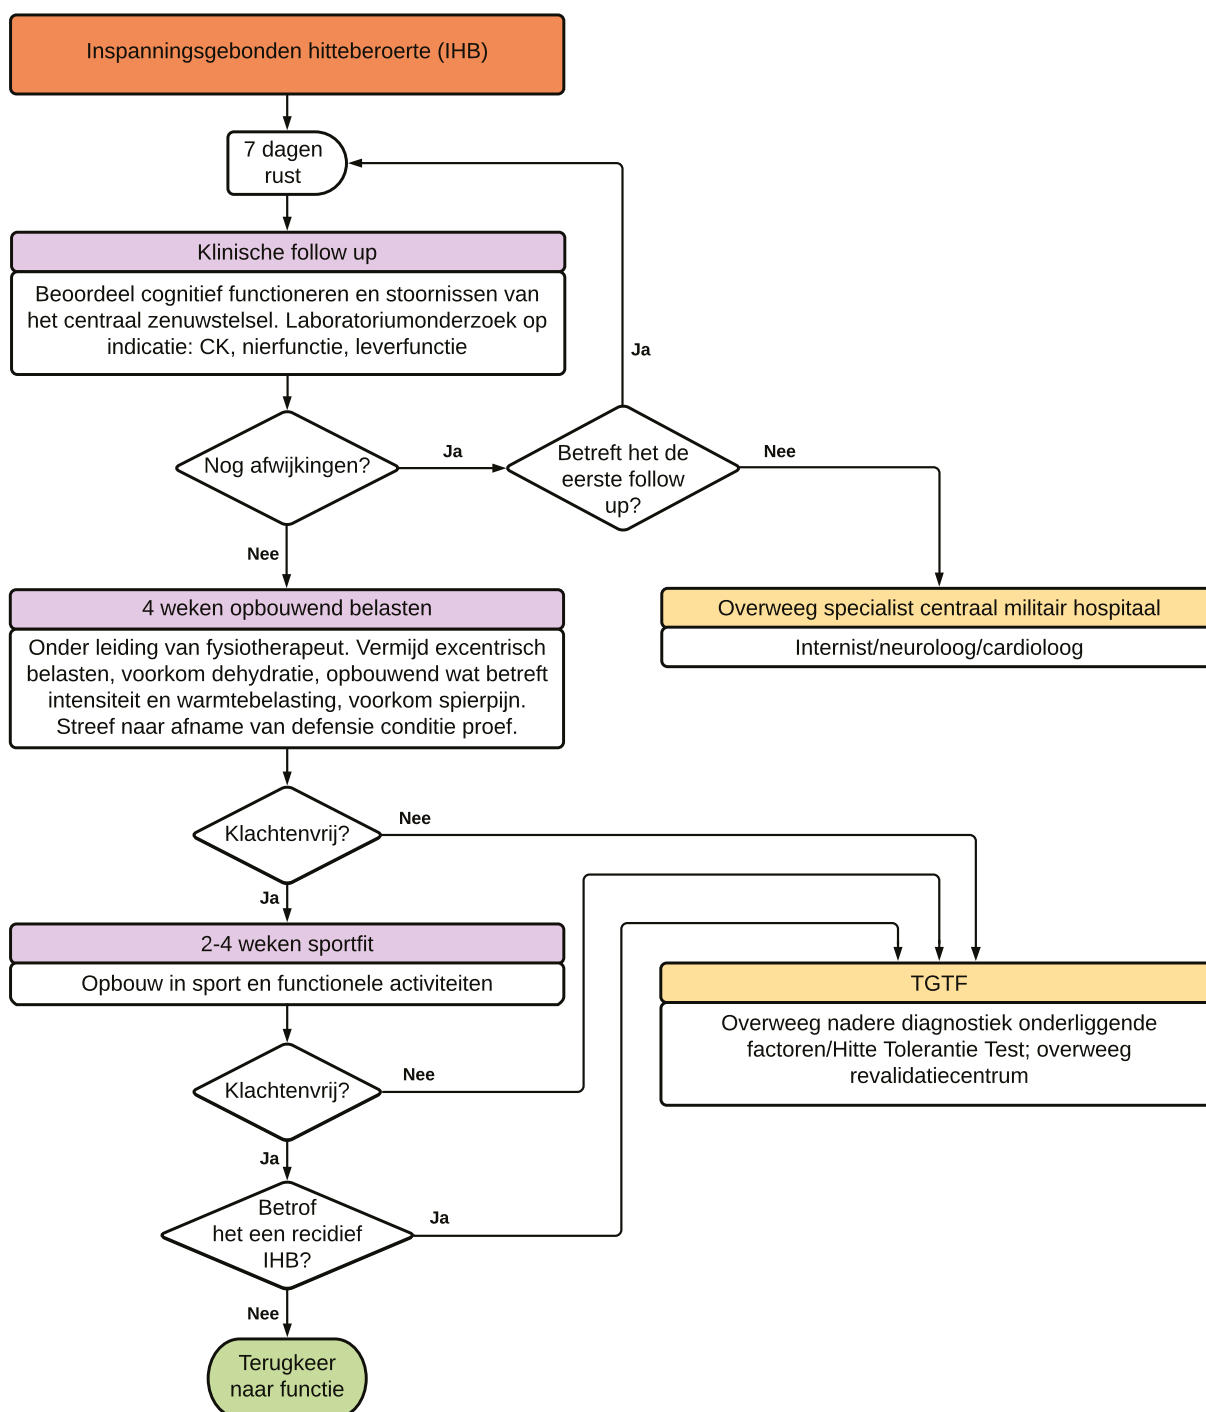 Inspanningsgebonden hitteberoerte (IHB)
7 dagen
rust
Klinische follow up
Beoordeel cognitief functioneren en stoornissen van
het centraal zenuwstelsel. Laboratoriumonderzoek op
indicatie: CK, nierfunctie, leverfunctie
Ja
Nog afwijkingen?
Ja
Betreft het de
eerste follow
up?
Nee
Nee
4 weken opbouwend belasten
Onder leiding van fysiotherapeut. Vermijd excentrisch
belasten, voorkom dehydratie, opbouwend wat betreft
intensiteit en warmtebelasting, voorkom spierpijn.
Streef naar afname van defensie conditie proef.
Overweeg specialist centraal militair hospitaal
Internist/neuroloog/cardioloog
Klachtenvrij?
Nee
Ja
2-4 weken sportfit
Opbouw in sport en functionele activiteiten
TGTF
Overweeg nadere diagnostiek onderliggende
factoren/Hitte Tolerantie Test; overweeg
revalidatiecentrum
Klachtenvrij?
Nee
Ja
Betrof
het een recidief
IHB?
Ja
Nee
Terugkeer
naar functie